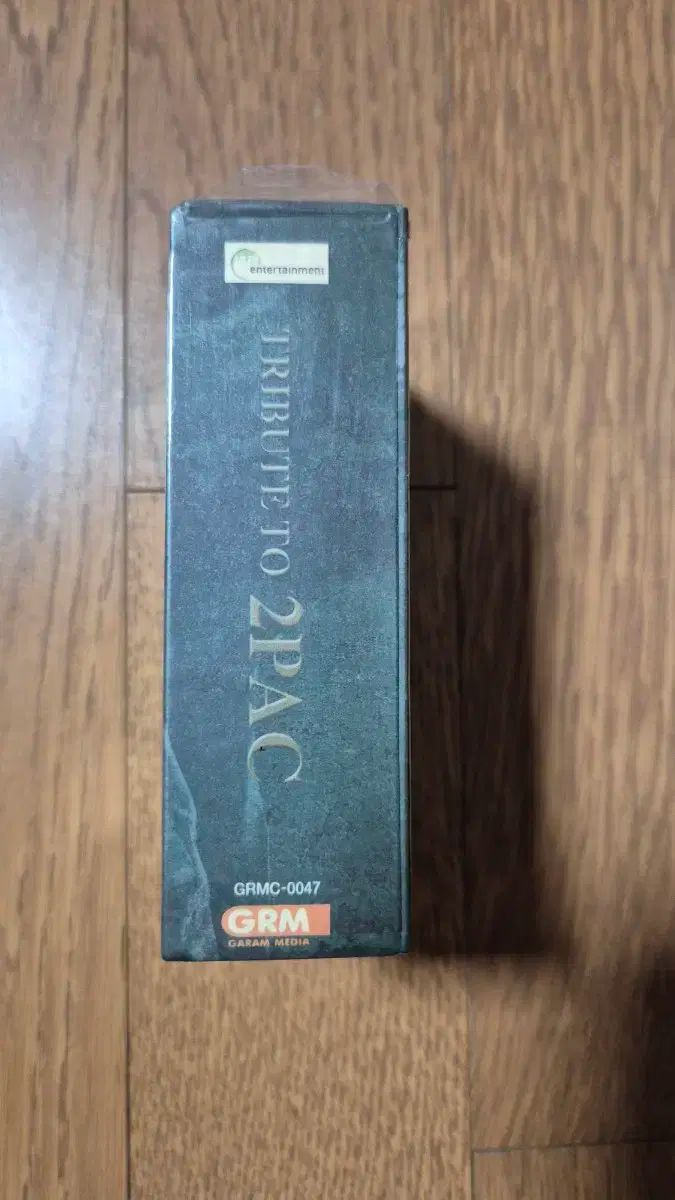 entertainment
TRIBUTE TO 2PAC
GRMC-0047
GRM
GARAM MEDIA